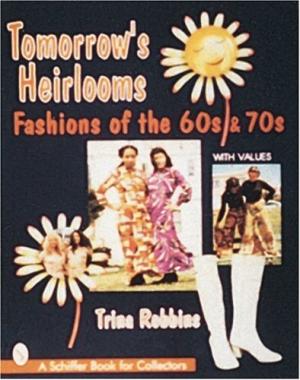 Tomorrow's
Heirlooms
Fashions of the 60s & 70s
WITH VALUES
Trina Robbins
A Schiffer Book for Collectors